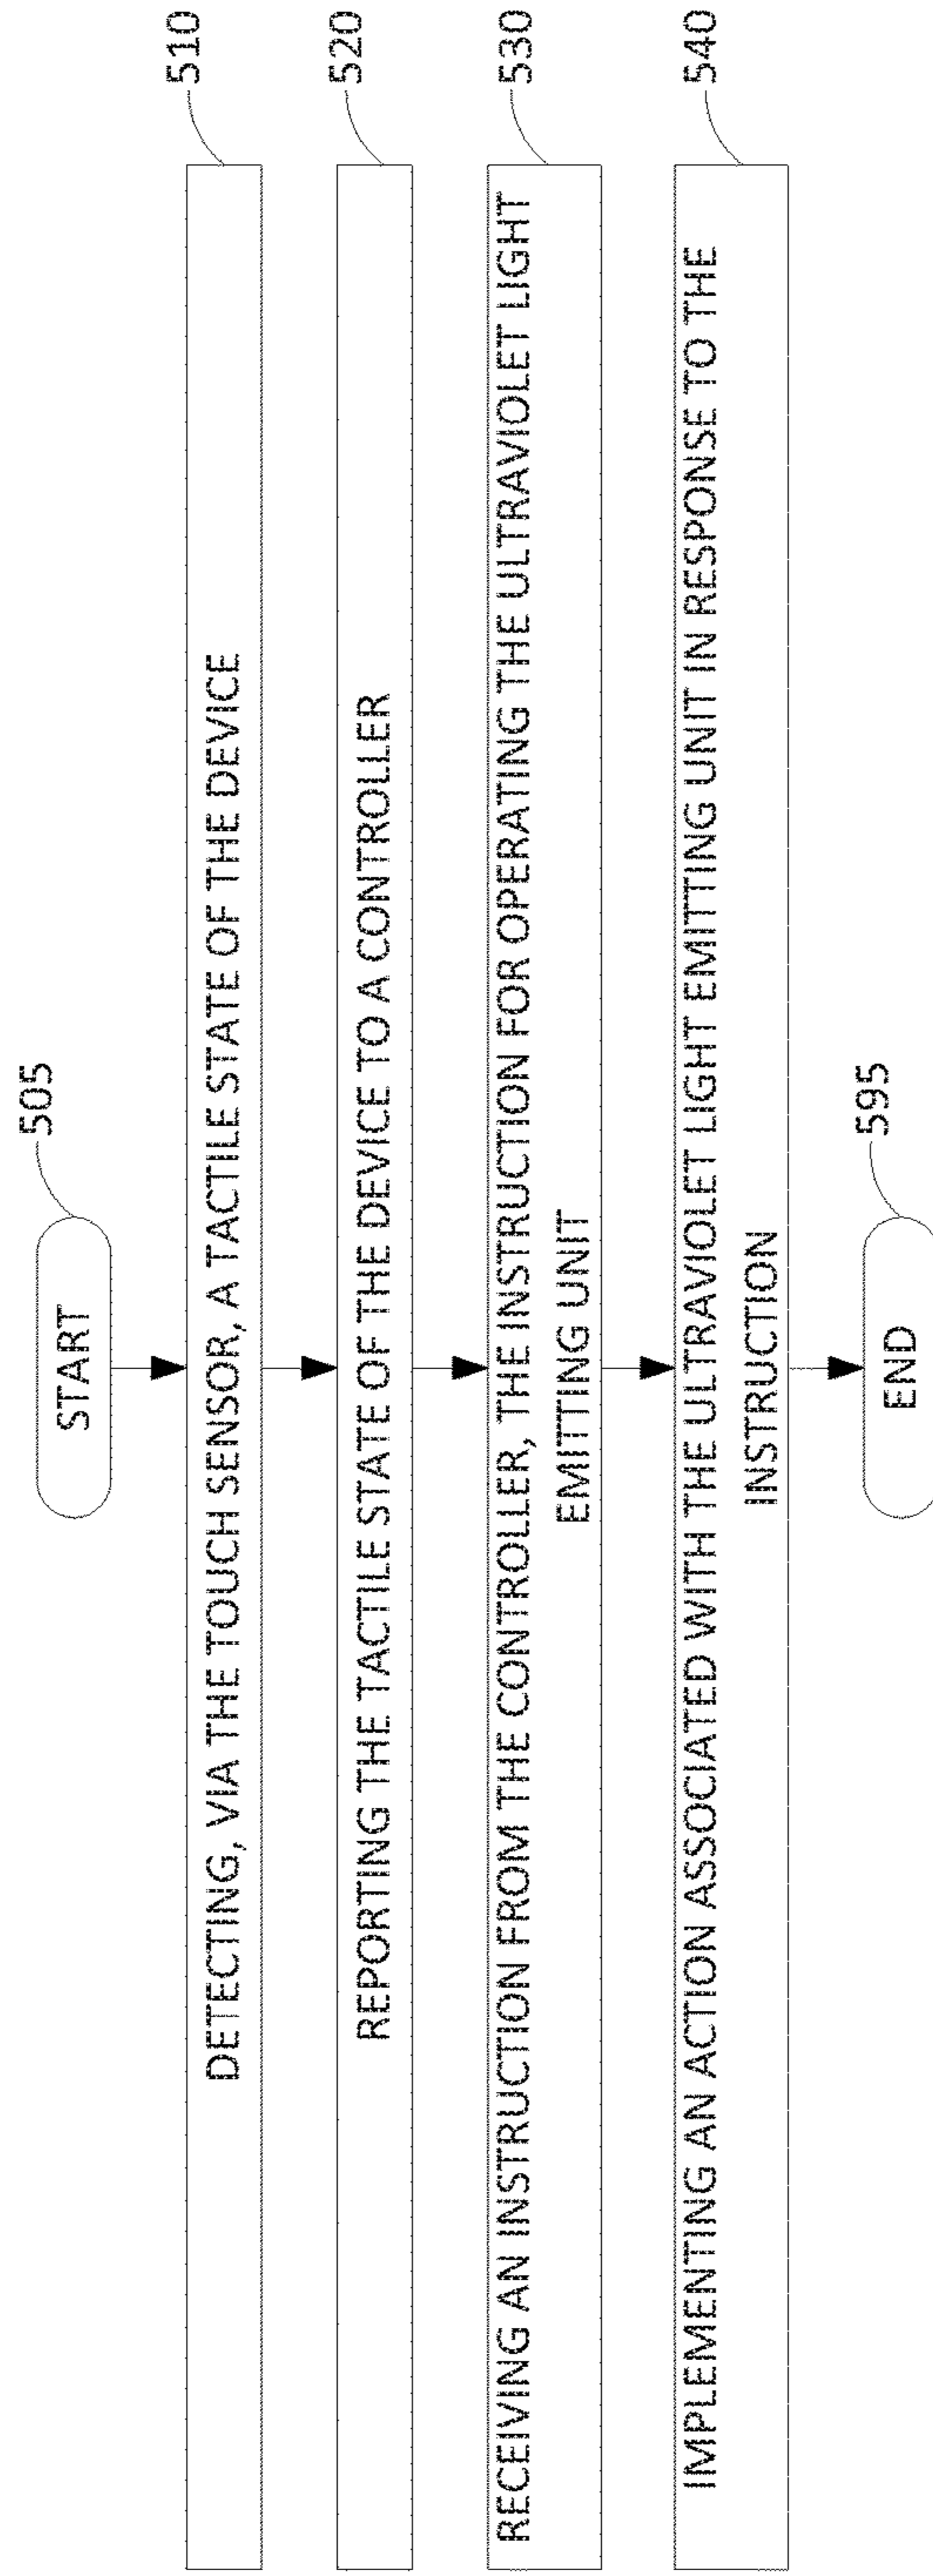 START
505
DETECTING, VIA THE TOUCH SENSOR, A TACTILE STATE OF THE DEVICE
510
REPORTING THE TACTILE STATE OF THE DEVICE TO A CONTROLLER
520
RECEIVING AN INSTRUCTION FROM THE CONTROLLER, THE INSTRUCTION FOR OPERATING THE ULTRAVIOLET LIGHT
EMITTING UNIT
530
IMPLEMENTING AN ACTION ASSOCIATED WITH THE ULTRAVIOLET LIGHT EMITTING UNIT IN RESPONSE TO THE
INSTRUCTION
540
END
595